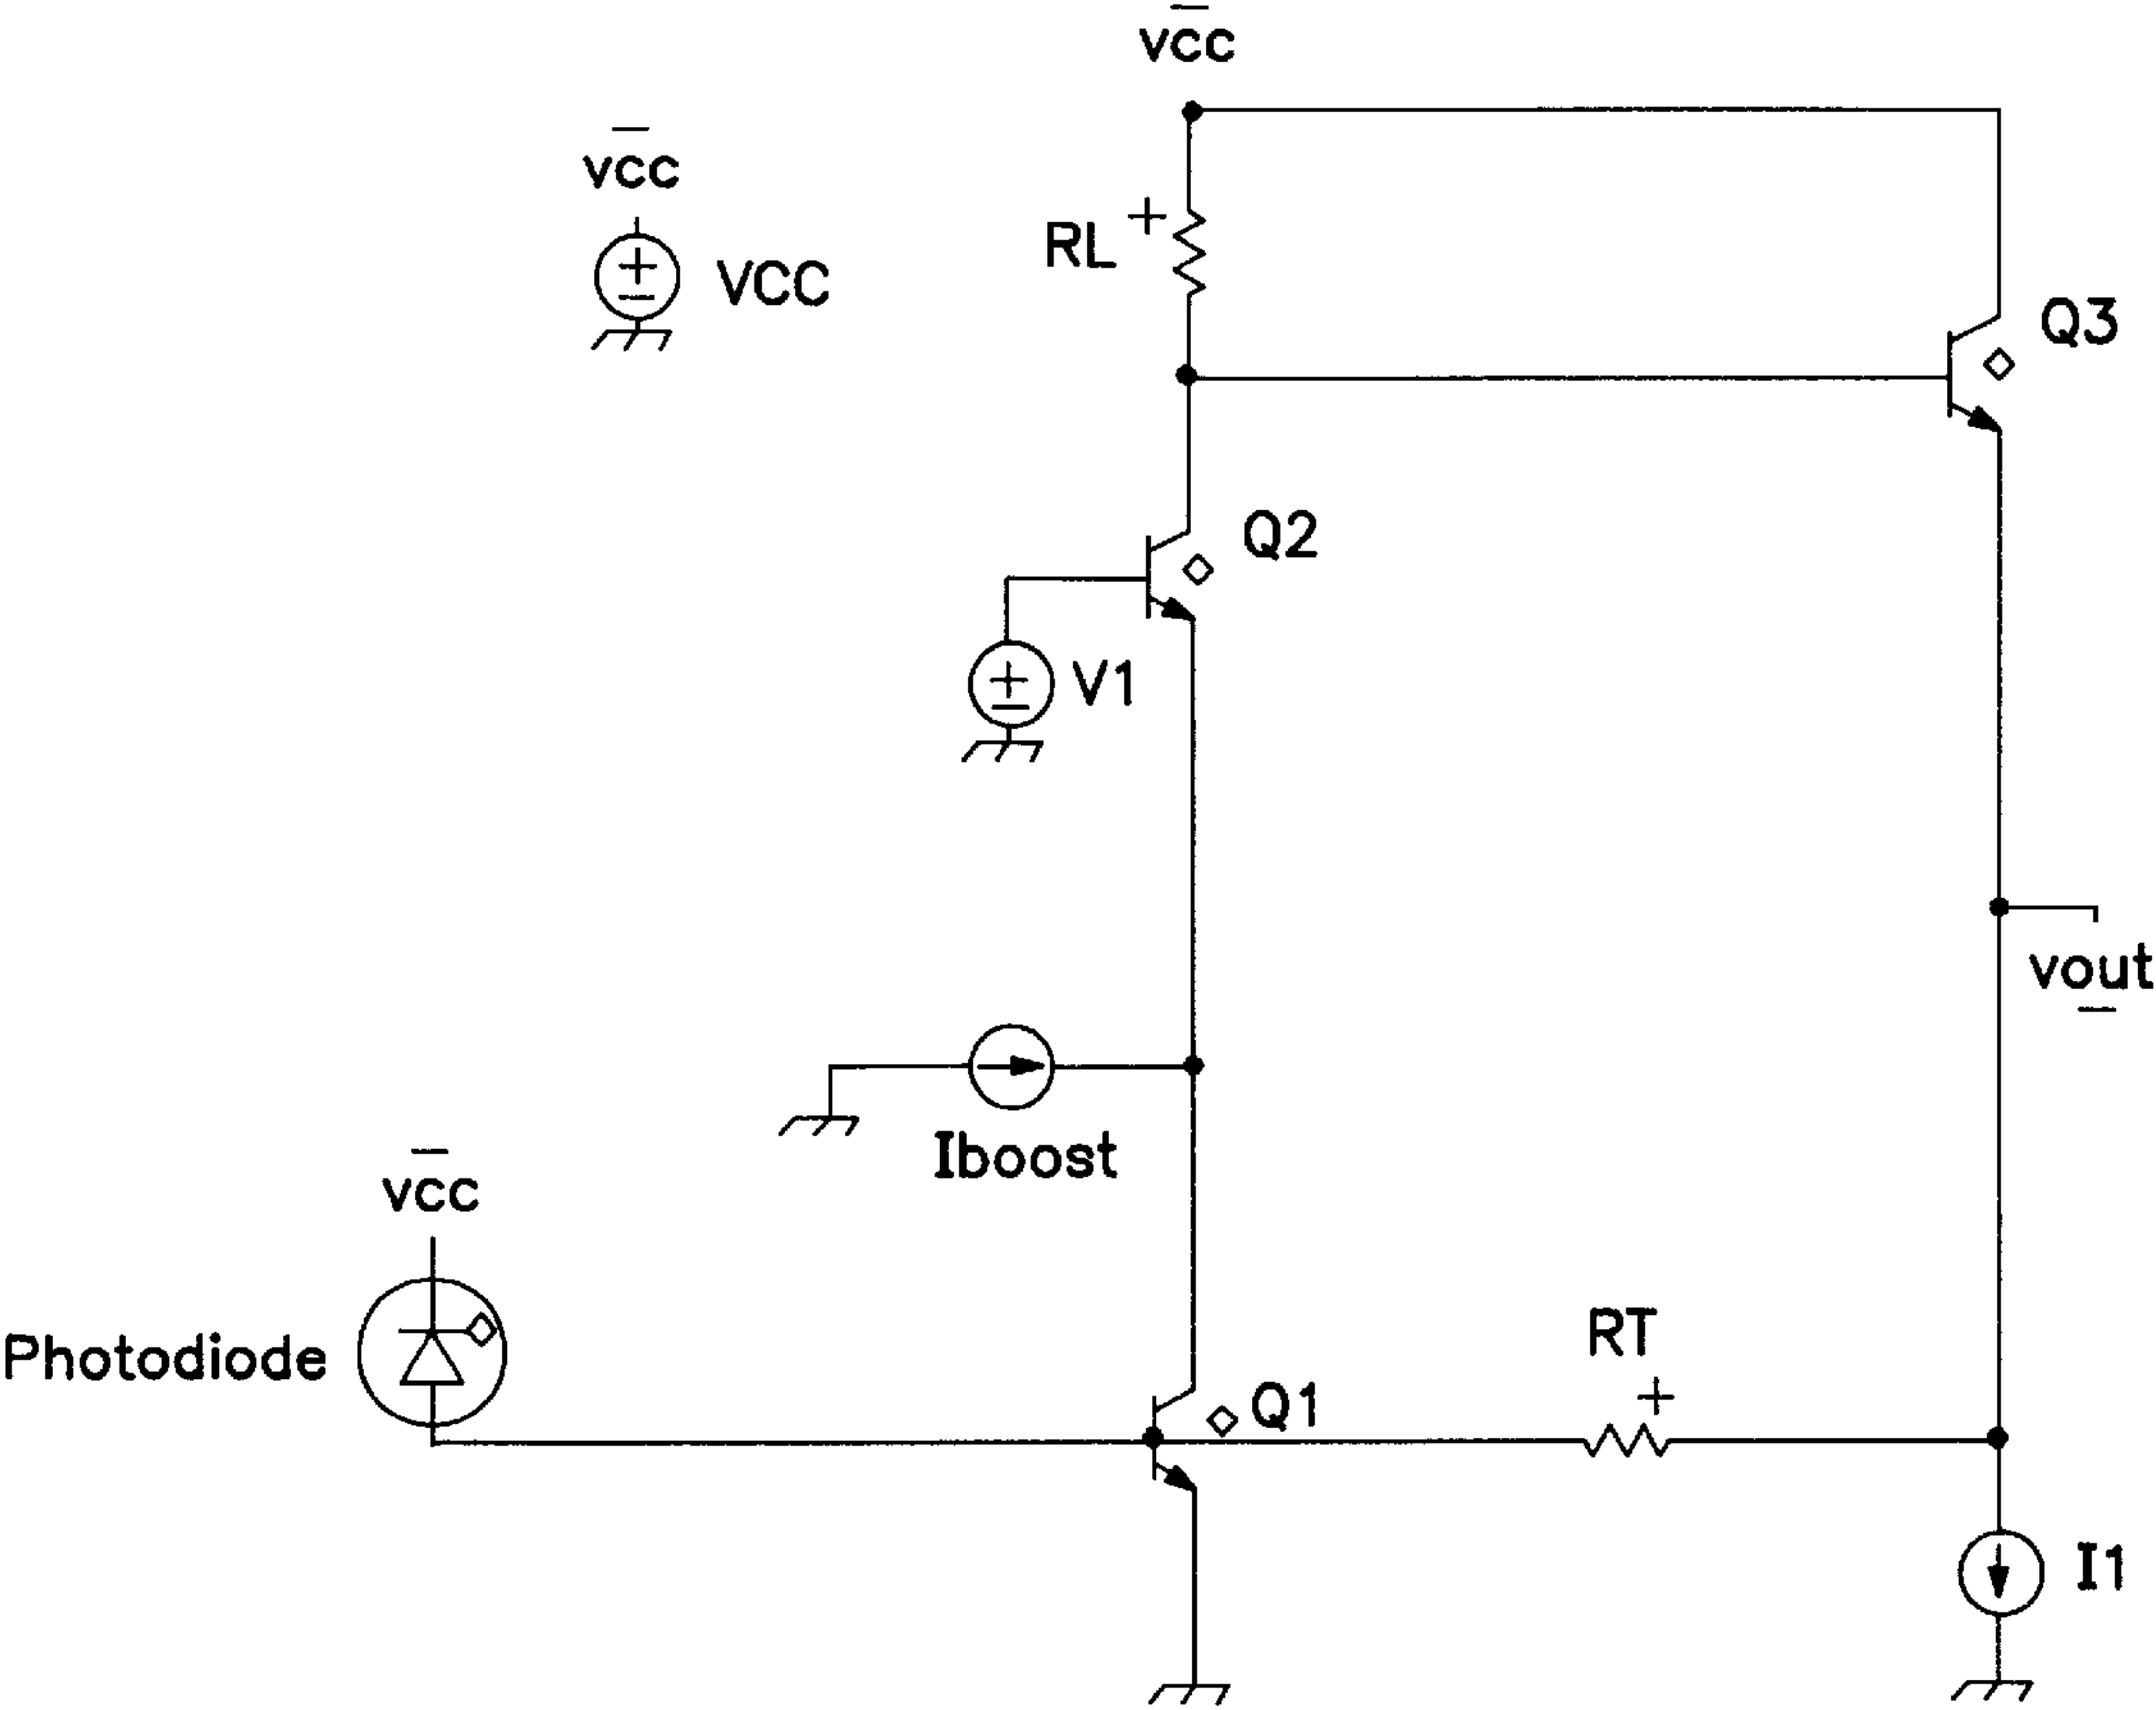 vcc
vcc
VCC
RL
+
Q3
Q2
V1
vout
Iboost
vcc
Photodiode
RT
+
Q1
I1